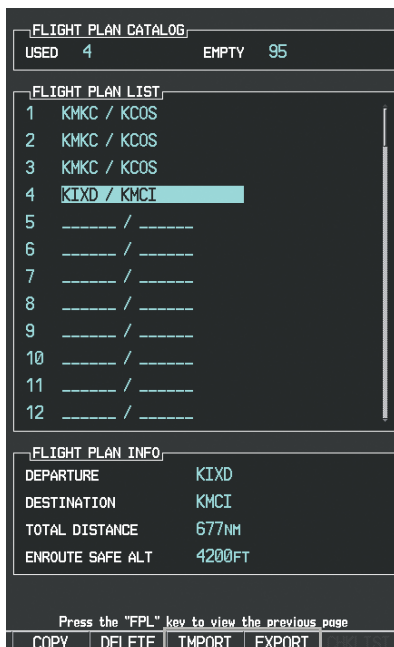 FLIGHT PLAN CATALOG
USED 4 EMPTY 95
FLIGHT PLAN LIST
1 KMKC / KCOS
2 KMKC / KCOS
3 KMKC / KCOS
4 KIXD / KMCI
5 ______ / ______
6 ______ / ______
7 ______ / ______
8 ______ / ______
9 ______ / ______
10 ______ / ______
11 ______ / ______
12 ______ / ______
FLIGHT PLAN INFO
DEPARTURE KIXD
DESTINATION KMCI
TOTAL DISTANCE 677NM
ENROUTE SAFE ALT 4200FT
Press the "FPL" key to view the previous page
COPY DELETE IMPORT EXPORT CHKLIST